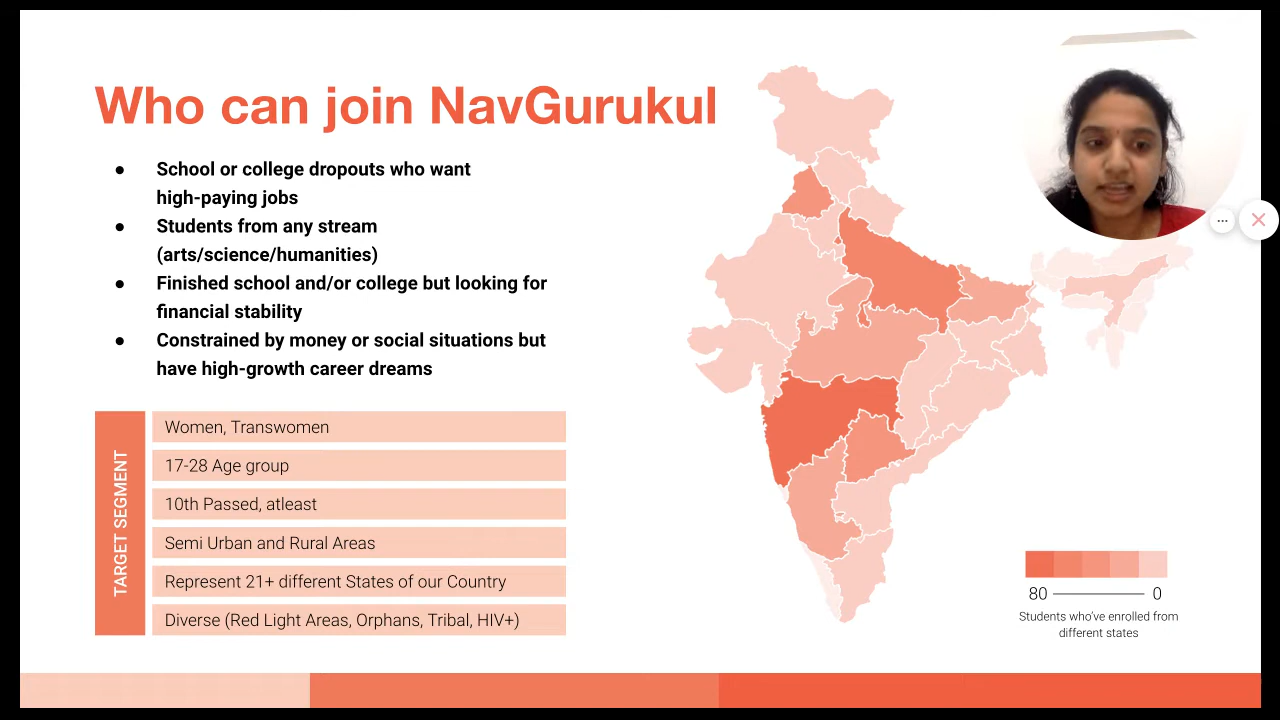 Who can join NavGurukul
● School or college dropouts who want
high-paying jobs
● Students from any stream
(arts/science/humanities)
● Finished school and/or college but looking for
financial stability
● Constrained by money or social situations but
have high-growth career dreams
TARGET SEGMENT
Women, Transwomen
17-28 Age group
10th Passed, atleast
Semi Urban and Rural Areas
Represent 21+ different States of our Country
Diverse (Red Light Areas, Orphans, Tribal, HIV+)
80 0
Students who've enrolled from
different states